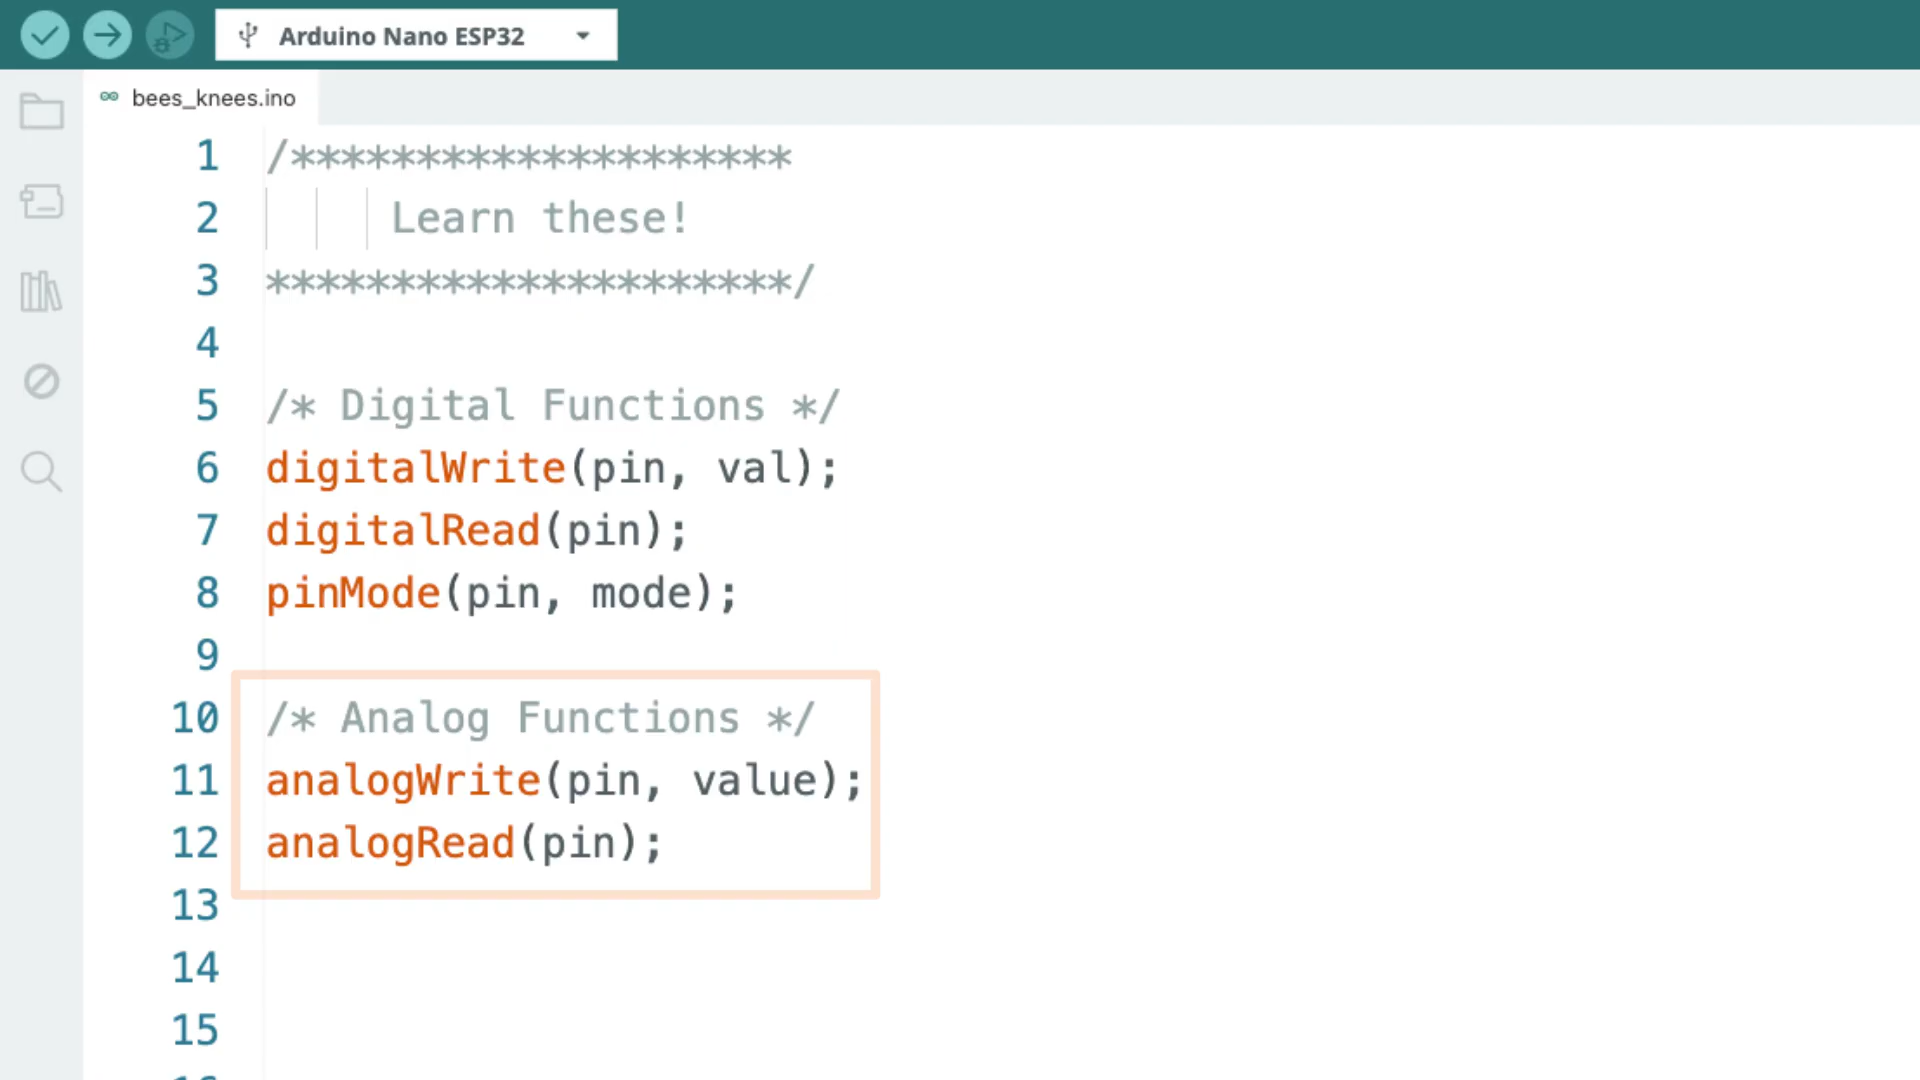 Arduino Nano ESP32
bees_knees.ino
1 /********************
2 Learn these!
3 *********************/
4
5 /* Digital Functions */
6 digitalWrite(pin, val);
7 digitalRead(pin);
8 pinMode(pin, mode);
9
10 /* Analog Functions */
11 analogWrite(pin, value);
12 analogRead(pin);
13
14
15